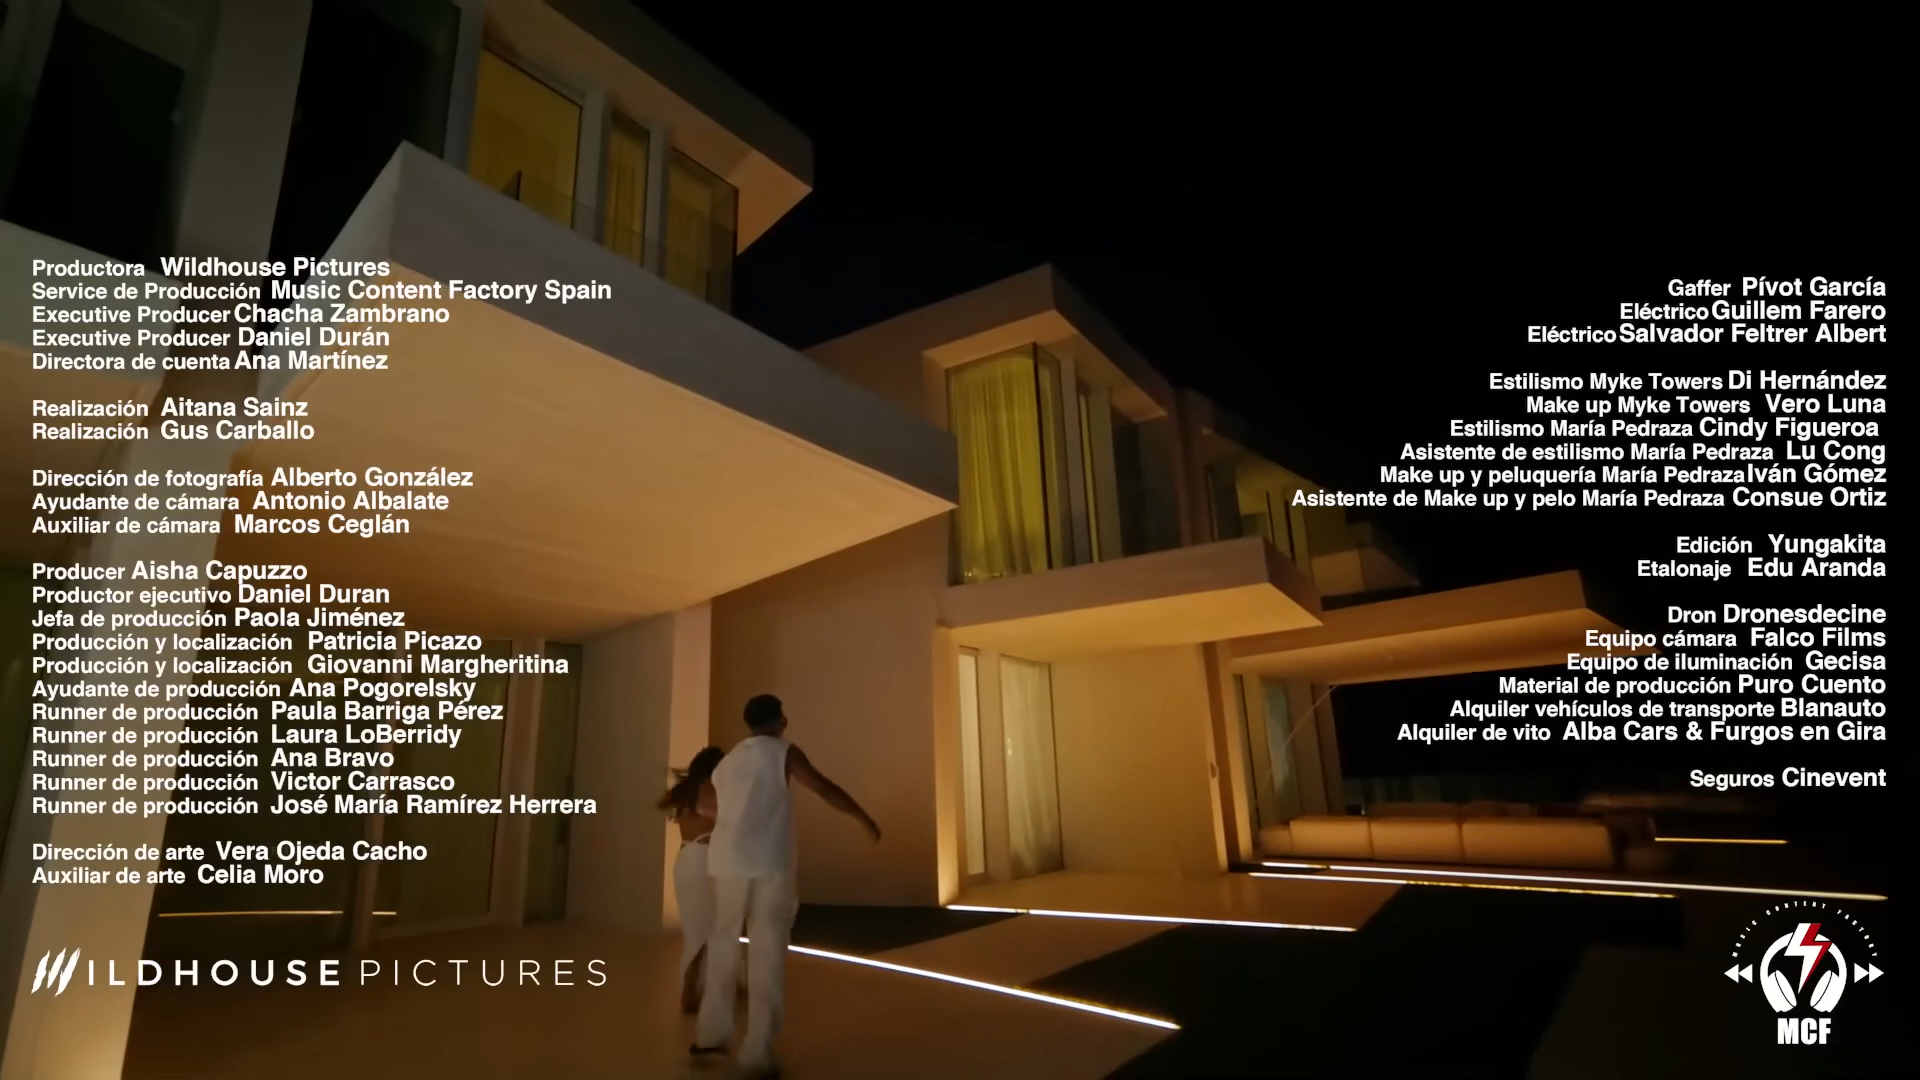 Productora Wildhouse Pictures
Service de Producción Music Content Factory Spain
Executive Producer Chacha Zambrano
Executive Producer Daniel Durán
Directora de cuenta Ana Martínez
Realización Aitana Sainz
Realización Gus Carballo
Dirección de fotografía Alberto González
Ayudante de cámara Antonio Albalate
Auxiliar de cámara Marcos Ceglán
Producer Aisha Capuzzo
Productor ejecutivo Daniel Duran
Jefa de producción Paola Jiménez
Producción y localización Patricia Picazo
Producción y localización Giovanni Margheritina
Ayudante de producción Ana Pogorelsky
Runner de producción Paula Barriga Pérez
Runner de producción Laura LoBerridy
Runner de producción Ana Bravo
Runner de producción Victor Carrasco
Runner de producción José María Ramírez Herrera
Dirección de arte Vera Ojeda Cacho
Auxiliar de arte Celia Moro
WILDHOUSE PICTURES
Gaffer Pívot García
Eléctrico Guillem Farero
Eléctrico Salvador Feltrer Albert
Estilismo Myke Towers Di Hernández
Make up Myke Towers Vero Luna
Estilismo María Pedraza Cindy Figueroa
Asistente de estilismo María Pedraza Lu Cong
Make up y peluquería María Pedraza Iván Gómez
Asistente de Make up y pelo María Pedraza Consue Ortiz
Edición Yungakita
Etalonaje Edu Aranda
Dron Dronesdecine
Equipo cámara Falco Films
Equipo de iluminación Gecisa
Material de producción Puro Cuento
Alquiler vehículos de transporte Blanauto
Alquiler de vito Alba Cars & Furgos en Gira
Seguros Cinevent
MUSIC CONTENT FACTORY
MCF